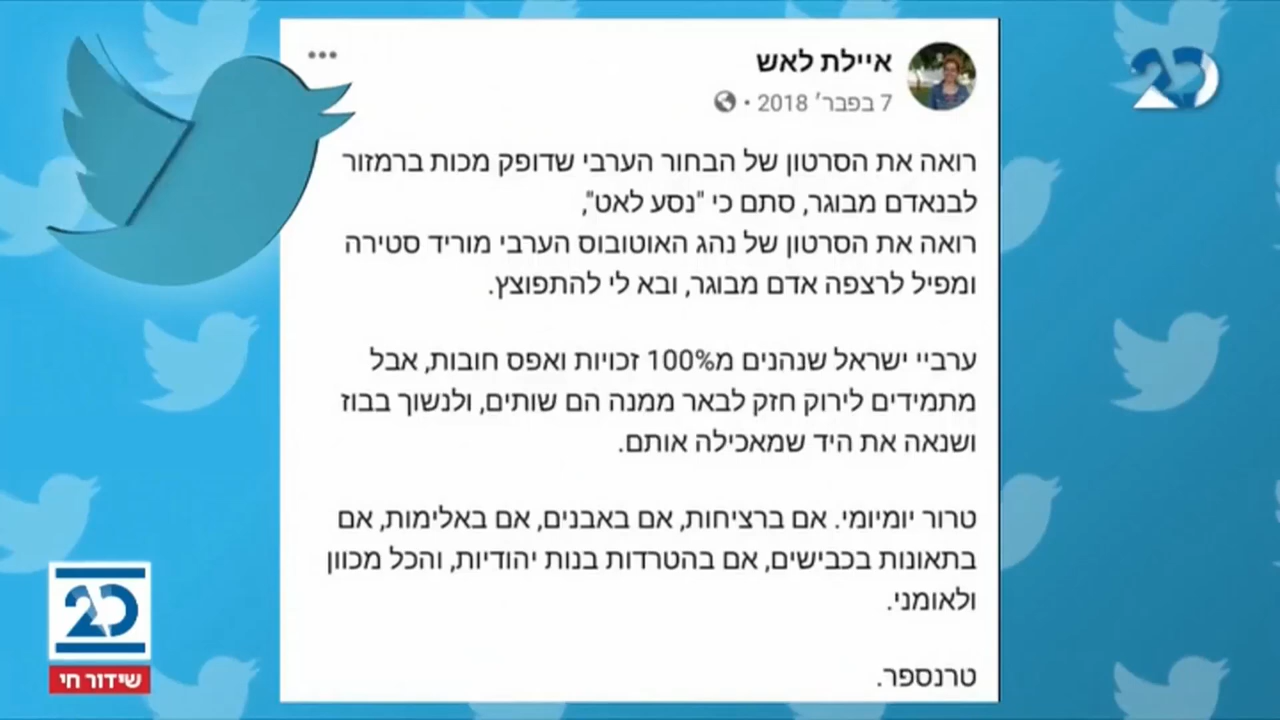 איילת לאש
7 בפבר׳ 2018 •
רואה את הסרטון של הבחור הערבי שדופק מכות ברמזור
לבנאדם מבוגר, סתם כי "נסע לאט",
רואה את הסרטון של נהג האוטובוס הערבי מוריד סטירה
ומפיל לרצפה אדם מבוגר, ובא לי להתפוצץ.
ערביי ישראל שנהנים מ100% זכויות ואפס חובות, אבל
מתמידים לירוק חזק לבאר ממנה הם שותים, ולנשוך בבוז
ושנאה את היד שמאכילה אותם.
טרור יומיומי. אם ברציחות, אם באבנים, אם באלימות, אם
בתאונות בכבישים, אם בהטרדות בנות יהודיות, והכל מכוון
ולאומני.
טרנספר.
20
20
שידור חי